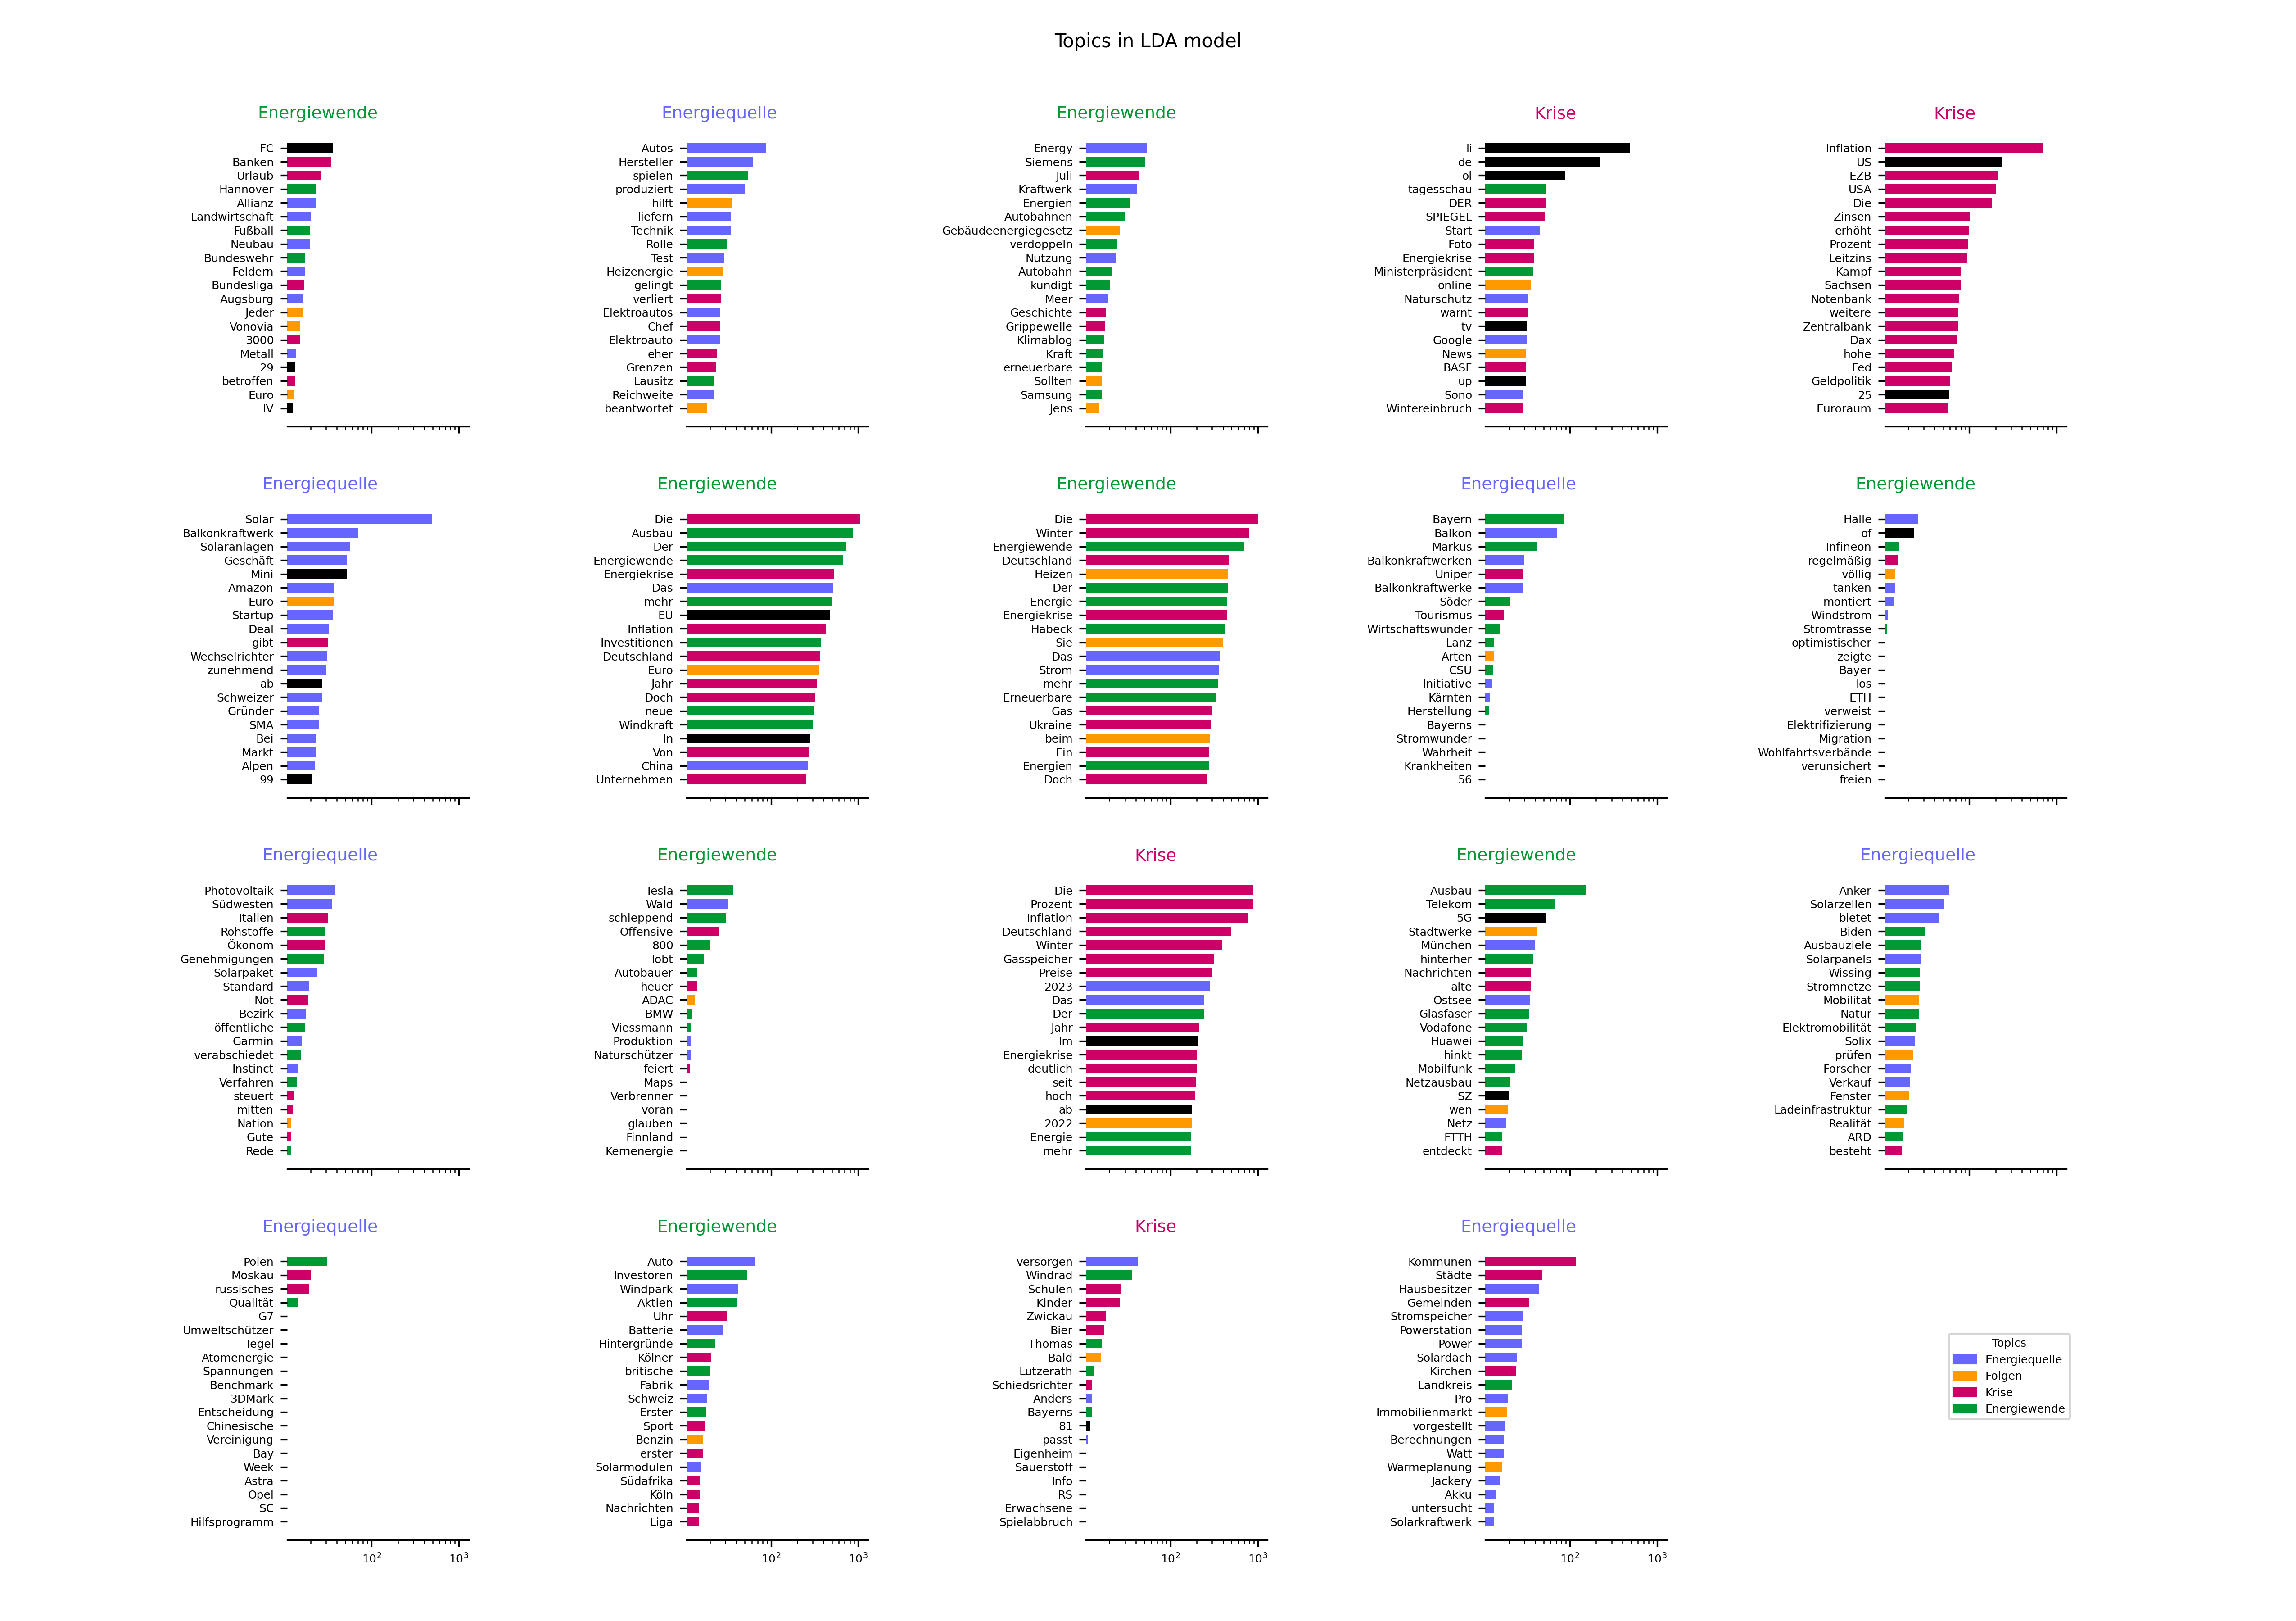 Topics in LDA model
Energiewende
FC
Banken
Urlaub
Hannover
Allianz
Landwirtschaft
Fußball
Neubau
Bundeswehr
Feldern
Bundesliga
Augsburg
Jeder
Vonovia
3000
Metall
29
betroffen
Euro
IV
Energiequelle
Autos
Hersteller
spielen
produziert
hilft
liefern
Technik
Rolle
Test
Heizenergie
gelingt
verliert
Elektroautos
Chef
Elektroauto
eher
Grenzen
Lausitz
Reichweite
beantwortet
Energiewende
Energy
Siemens
Juli
Kraftwerk
Energien
Autobahnen
Gebäudeenergiegesetz
verdoppeln
Nutzung
Autobahn
kündigt
Meer
Geschichte
Grippewelle
Klimablog
Kraft
erneuerbare
Sollten
Samsung
Jens
Krise
li
de
ol
tagesschau
DER
SPIEGEL
Start
Foto
Energiekrise
Ministerpräsident
online
Naturschutz
warnt
tv
Google
News
BASF
up
Sono
Wintereinbruch
Krise
Inflation
US
EZB
USA
Die
Zinsen
erhöht
Prozent
Leitzins
Kampf
Sachsen
Notenbank
weitere
Zentralbank
Dax
hohe
Fed
Geldpolitik
25
Euroraum
Energiequelle
Solar
Balkonkraftwerk
Solaranlagen
Geschäft
Mini
Amazon
Euro
Startup
Deal
gibt
Wechselrichter
zunehmend
ab
Schweizer
Gründer
SMA
Bei
Markt
Alpen
99
Energiewende
Die
Ausbau
Der
Energiewende
Energiekrise
Das
mehr
EU
Inflation
Investitionen
Deutschland
Euro
Jahr
Doch
neue
Windkraft
In
Von
China
Unternehmen
Energiewende
Die
Winter
Energiewende
Deutschland
Heizen
Der
Energie
Energiekrise
Habeck
Sie
Das
Strom
mehr
Erneuerbare
Gas
Ukraine
beim
Ein
Energien
Doch
Energiequelle
Bayern
Balkon
Markus
Balkonkraftwerken
Uniper
Balkonkraftwerke
Söder
Tourismus
Wirtschaftswunder
Lanz
Arten
CSU
Initiative
Kärnten
Herstellung
Bayerns
Stromwunder
Wahrheit
Krankheiten
56
Energiewende
Halle
of
Infineon
regelmäßig
völlig
tanken
montiert
Windstrom
Stromtrasse
optimistischer
zeigte
Bayer
los
ETH
verweist
Elektrifizierung
Migration
Wohlfahrtsverbände
verunsichert
freien
Energiequelle
Photovoltaik
Südwesten
Italien
Rohstoffe
Ökonom
Genehmigungen
Solarpaket
Standard
Not
Bezirk
öffentliche
Garmin
verabschiedet
Instinct
Verfahren
steuert
mitten
Nation
Gute
Rede
Energiewende
Tesla
Wald
schleppend
Offensive
800
lobt
Autobauer
heuer
ADAC
BMW
Viessmann
Produktion
Naturschützer
feiert
Maps
Verbrenner
voran
glauben
Finnland
Kernenergie
Krise
Die
Prozent
Inflation
Deutschland
Winter
Gasspeicher
Preise
2023
Das
Der
Jahr
Im
Energiekrise
deutlich
seit
hoch
ab
2022
Energie
mehr
Energiewende
Ausbau
Telekom
5G
Stadtwerke
München
hinterher
Nachrichten
alte
Ostsee
Glasfaser
Vodafone
Huawei
hinkt
Mobilfunk
Netzausbau
SZ
wen
Netz
FTTH
entdeckt
Energiequelle
Anker
Solarzellen
bietet
Biden
Ausbauziele
Solarpanels
Wissing
Stromnetze
Mobilität
Natur
Elektromobilität
Solix
prüfen
Forscher
Verkauf
Fenster
Ladeinfrastruktur
Realität
ARD
besteht
Energiequelle
Polen
Moskau
russisches
Qualität
G7
Umweltschützer
Tegel
Atomenergie
Spannungen
Benchmark
3DMark
Entscheidung
Chinesische
Vereinigung
Bay
Week
Astra
Opel
SC
Hilfsprogramm
10² 10³
Energiewende
Auto
Investoren
Windpark
Aktien
Uhr
Batterie
Hintergründe
Kölner
britische
Fabrik
Schweiz
Erster
Sport
Benzin
erster
Solarmodulen
Südafrika
Köln
Nachrichten
Liga
10² 10³
Krise
versorgen
Windrad
Schulen
Kinder
Zwickau
Bier
Thomas
Bald
Lützerath
Schiedsrichter
Anders
Bayerns
81
passt
Eigenheim
Sauerstoff
Info
RS
Erwachsene
Spielabbruch
10² 10³
Energiequelle
Kommunen
Städte
Hausbesitzer
Gemeinden
Stromspeicher
Powerstation
Power
Solardach
Kirchen
Landkreis
Pro
Immobilienmarkt
vorgestellt
Berechnungen
Watt
Wärmeplanung
Jackery
Akku
untersucht
Solarkraftwerk
10² 10³
Topics
Energiequelle
Folgen
Krise
Energiewende